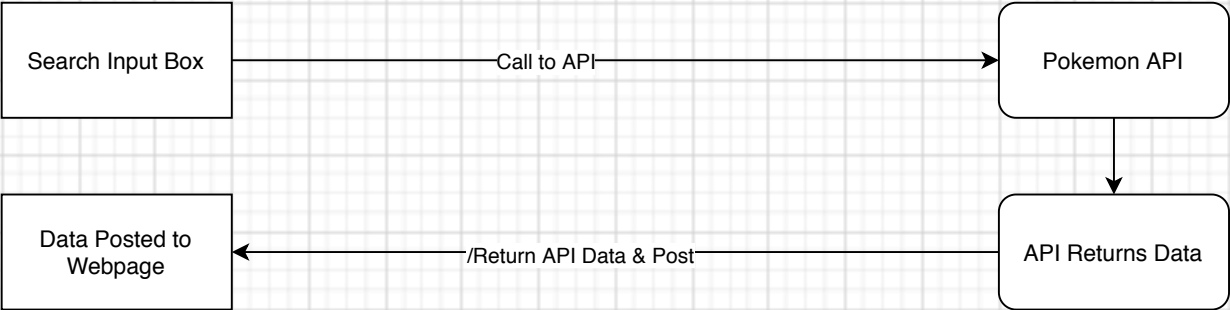 Search Input Box
Call to API
Pokemon API
Data Posted to
Webpage
/Return API Data & Post
API Returns Data